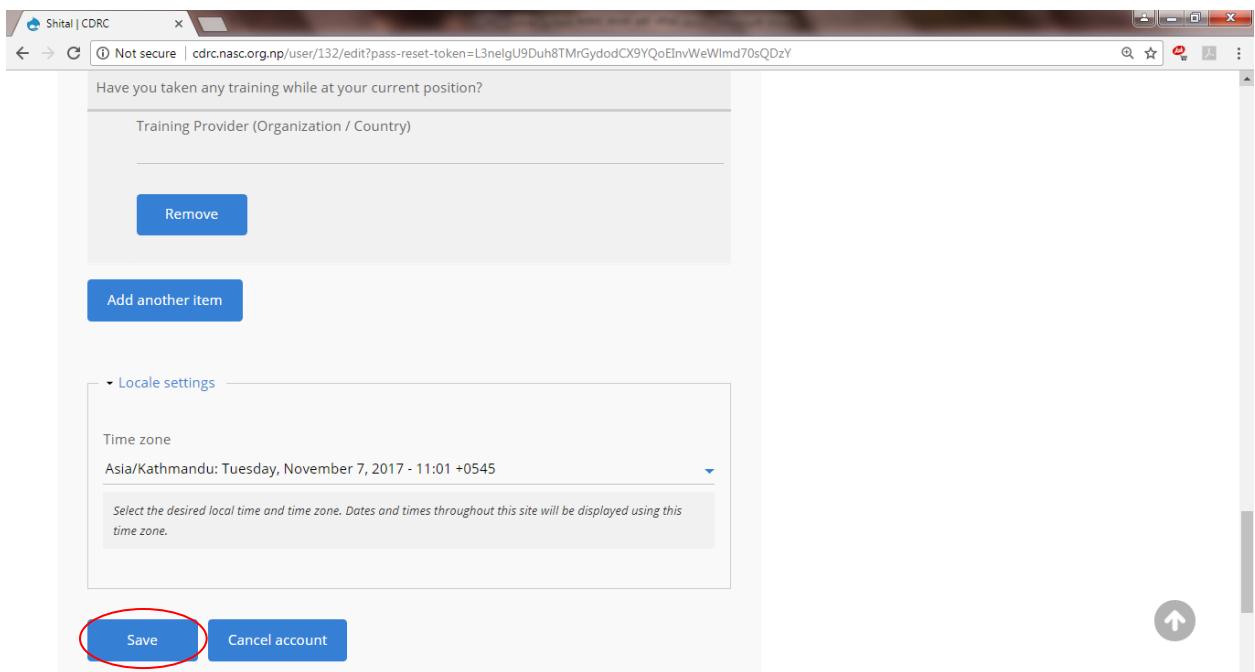 Shital | CDRC
Not secure | cdrc.nasc.org.np/user/132/edit?pass-reset-token=L3nelgU9Duh8TMrGydodCX9YQoEInvWeWlmd70sQDzY
Have you taken any training while at your current position?
Training Provider (Organization / Country)
Remove
Add another item
Locale settings
Time zone
Asia/Kathmandu: Tuesday, November 7, 2017 - 11:01 +0545
Select the desired local time and time zone. Dates and times throughout this site will be displayed using this
time zone.
Save Cancel account